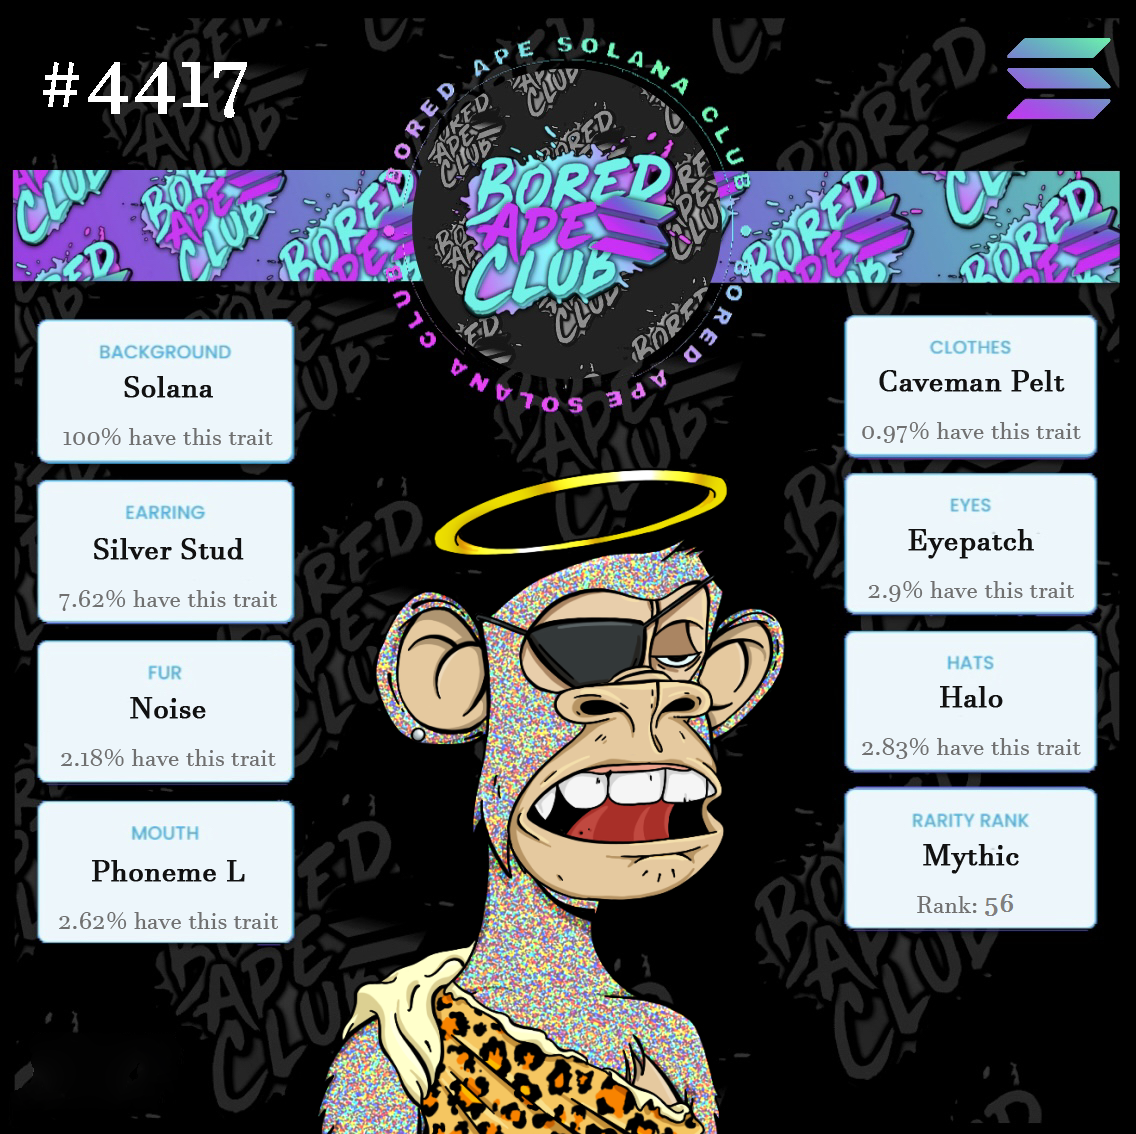 #4417
BORED APE SOLANA CLUB
BORED APE SOLANA CLUB
BORED
APE
CLUB
BACKGROUND
Solana
100% have this trait
EARRING
Silver Stud
7.62% have this trait
FUR
Noise
2.18% have this trait
MOUTH
Phoneme L
2.62% have this trait
CLOTHES
Caveman Pelt
0.97% have this trait
EYES
Eyepatch
2.9% have this trait
HATS
Halo
2.83% have this trait
RARITY RANK
Mythic
Rank: 56